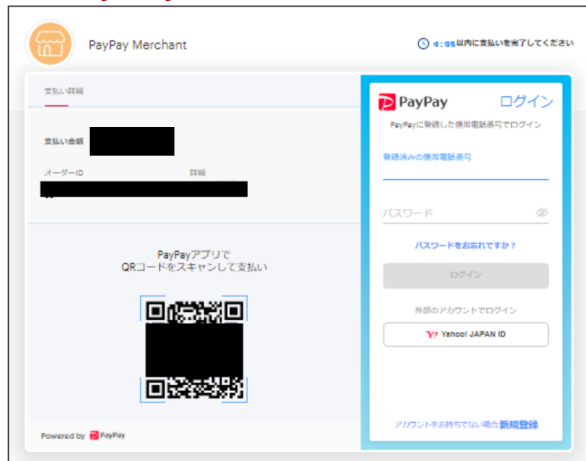 PayPay Merchant
4:55以内に支払いを完了してください
支払い詳細
支払い金額
オーダーID 詳細
PayPayアプリで
QRコードをスキャンして支払い
Powered by PayPay
PayPay ログイン
PayPayに登録した携帯電話番号でログイン
登録済みの携帯電話番号
パスワード
パスワードをお忘れですか？
ログイン
外部のアカウントでログイン
Yahoo! JAPAN ID
アカウントをお持ちでない場合 新規登録